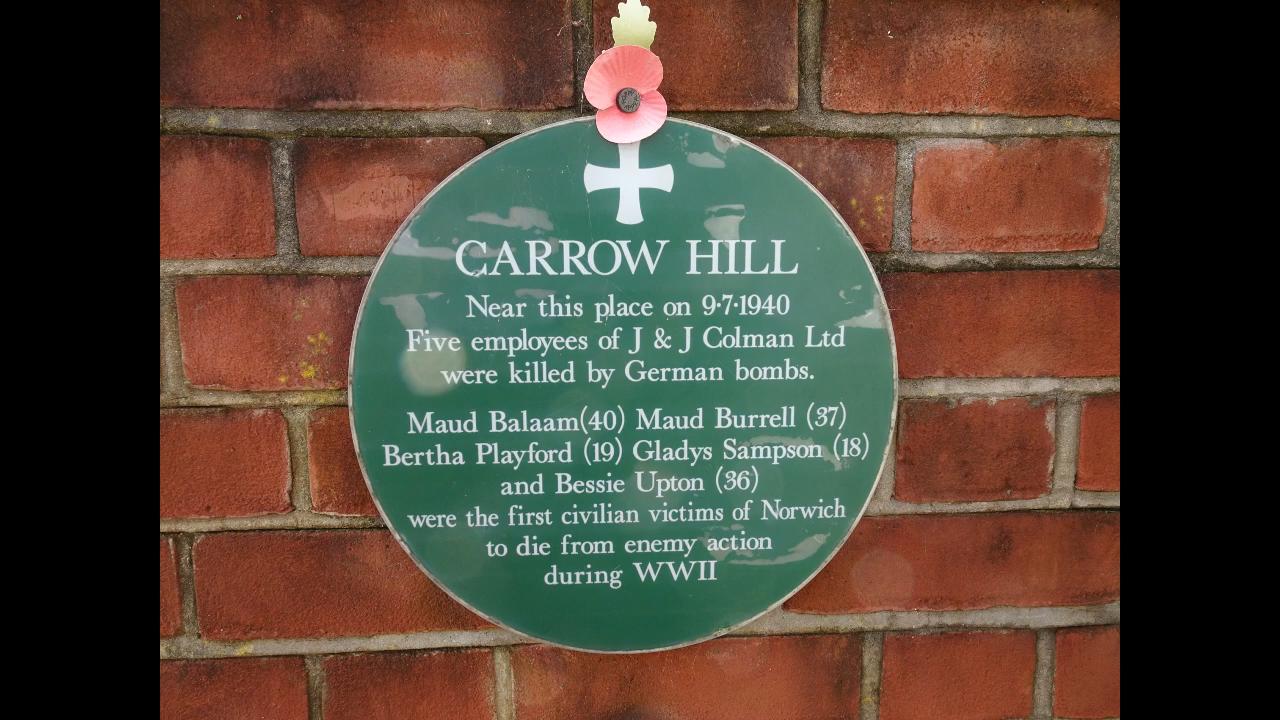 CARROW HILL
Near this place on 9·7·1940
Five employees of J & J Colman Ltd
were killed by German bombs.
Maud Balaam(40) Maud Burrell (37)
Bertha Playford (19) Gladys Sampson (18)
and Bessie Upton (36)
were the first civilian victims of Norwich
to die from enemy action
during WWII